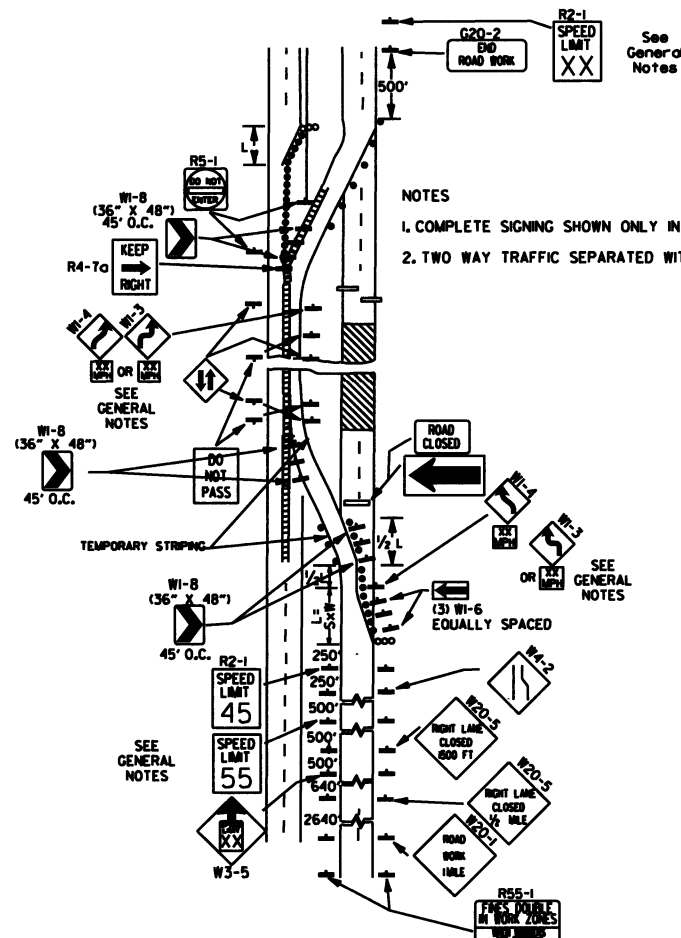 R2-1
SPEED
LIMIT
XX
See
General
Notes
G20-2
END
ROAD WORK
500'
L
R5-1
DO NOT
ENTER
W1-8
(36" X 48")
45' O.C.
KEEP
RIGHT
R4-7a
NOTES
1. COMPLETE SIGNING SHOWN ONLY IN
2. TWO WAY TRAFFIC SEPARATED WIT
W1-4
W1-3
XX
MPH
OR
XX
MPH
SEE
GENERAL
NOTES
W1-8
(36" X 48")
45' O.C.
DO
NOT
PASS
ROAD
CLOSED
W1-4
XX
MPH
W1-3
OR
XX
MPH
SEE
GENERAL
NOTES
TEMPORARY STRIPING
1/2 L
1/2 L
L=
SxW
W1-8
(36" X 48")
45' O.C.
(3) W1-6
EQUALLY SPACED
R2-1
SPEED
LIMIT
45
250'
250'
500'
500'
500'
640'
2640'
W4-2
SEE
GENERAL
NOTES
SPEED
LIMIT
55
W20-5
RIGHT LANE
CLOSED
1500 FT
W20-5
RIGHT LANE
CLOSED
1/2 MILE
XX
W3-5
W20-1
ROAD
WORK
1 MILE
R55-1
FINES DOUBLE
IN WORK ZONES